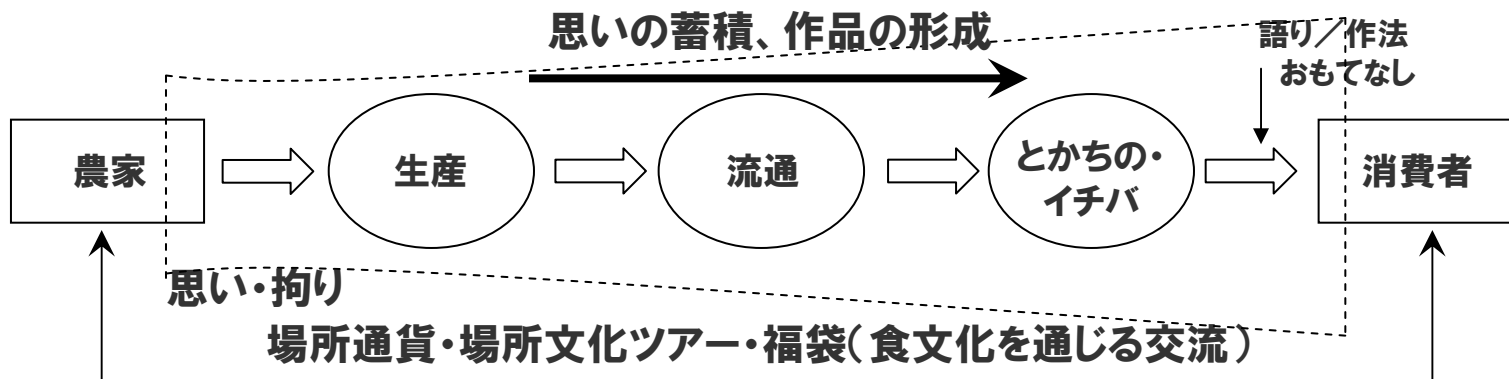 思いの蓄積、作品の形成
語り／作法
おもてなし
農家
生産
流通
とかちの・
イチバ
消費者
思い・拘り
場所通貨・場所文化ツアー・福袋（食文化を通じる交流）